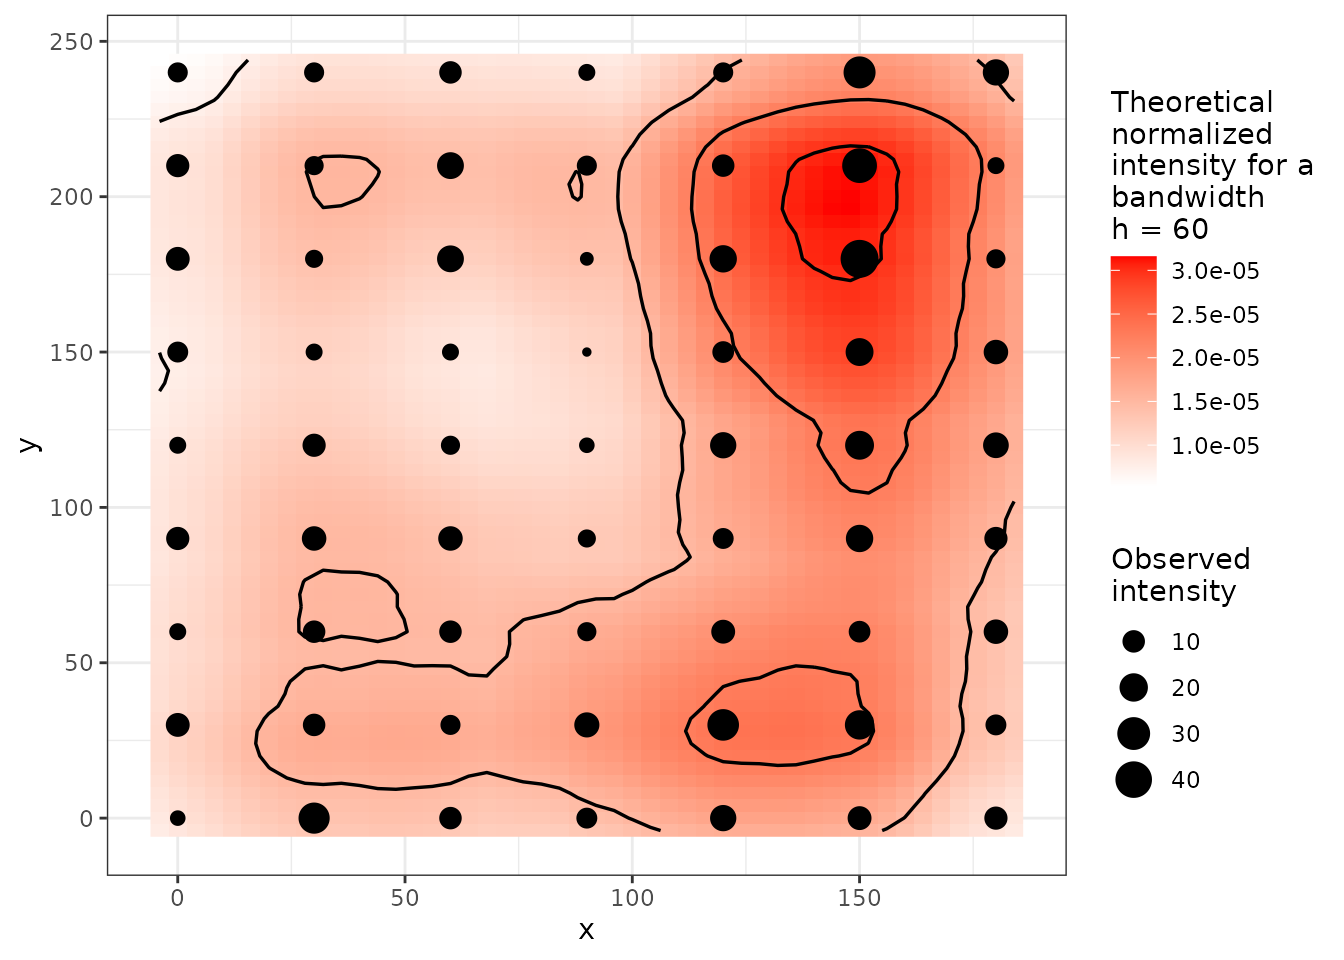 250
200
150
100
50
0
y
0
50
100
150
x
Theoretical
normalized
intensity for a
bandwidth
h = 60
3.0e-05
2.5e-05
2.0e-05
1.5e-05
1.0e-05
Observed
intensity
10
20
30
40